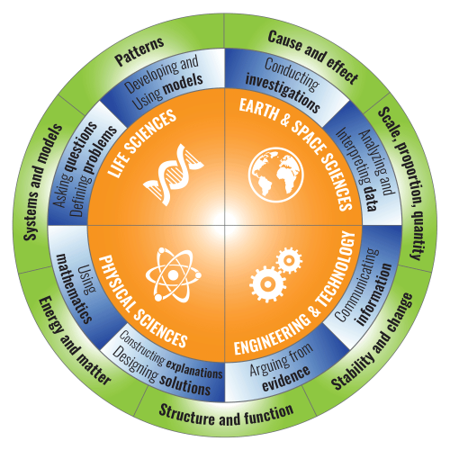 Patterns
Cause and effect
Scale, proportion, quantity
Stability and change
Structure and function
Energy and matter
Systems and models
Developing and
Using models
Conducting
investigations
Analyzing and
Interpreting data
Communicating
information
Arguing from
evidence
Constructing explanations
Designing solutions
Using
mathematics
Asking questions
Defining problems
LIFE SCIENCES
EARTH & SPACE SCIENCES
ENGINEERING & TECHNOLOGY
PHYSICAL SCIENCES